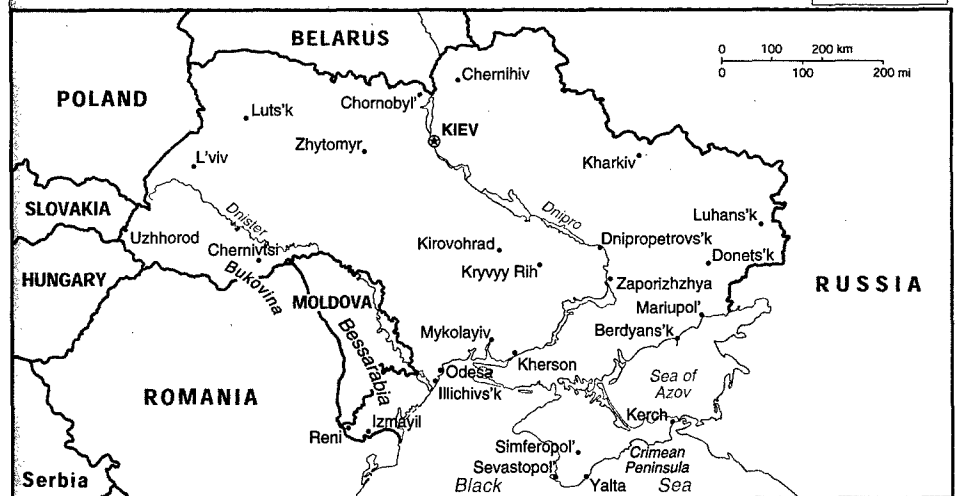 BELARUS
0 100 200 km
0 100 200 mi
Chernihiv
POLAND
Chornobyl'
Luts'k
KIEV
Zhytomyr
Kharkiv
L'viv
SLOVAKIA
Dnister
Dnipro
Luhans'k
Uzhhorod
Chernivtsi
Kirovohrad
Dnipropetrovs'k
Donets'k
Kryvyy Rih
HUNGARY
Bukovina
Zaporizhzhya
RUSSIA
MOLDOVA
Mariupol'
Bessarabia
Mykolayiv
Berdyans'k
Kherson
Odesa
Sea of
Azov
Illichivs'k
ROMANIA
Kerch
Izmayil
Reni
Simferopol'
Crimean
Peninsula
Sevastopol'
Serbia
Black Sea
Yalta